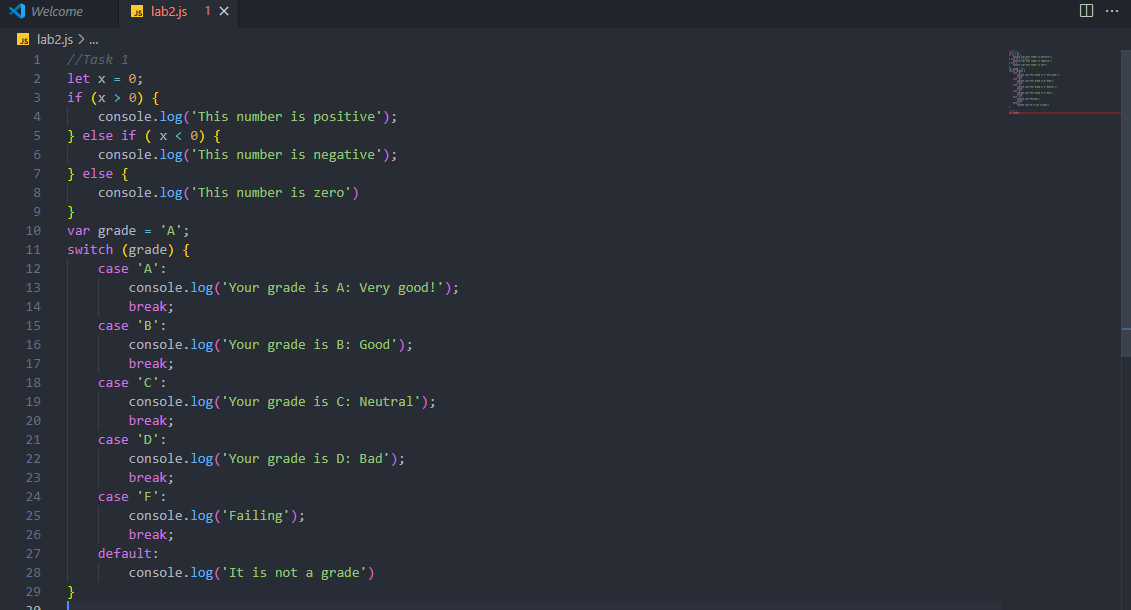 Welcome
JS lab2.js 1 ×
JS lab2.js > ...
1 //Task 1
2 let x = 0;
3 if (x > 0) {
4     console.log('This number is positive');
5 } else if ( x < 0) {
6     console.log('This number is negative');
7 } else {
8     console.log('This number is zero')
9 }
10 var grade = 'A';
11 switch (grade) {
12     case 'A':
13         console.log('Your grade is A: Very good!');
14         break;
15     case 'B':
16         console.log('Your grade is B: Good');
17         break;
18     case 'C':
19         console.log('Your grade is C: Neutral');
20         break;
21     case 'D':
22         console.log('Your grade is D: Bad');
23         break;
24     case 'F':
25         console.log('Failing');
26         break;
27     default:
28         console.log('It is not a grade')
29 }
30